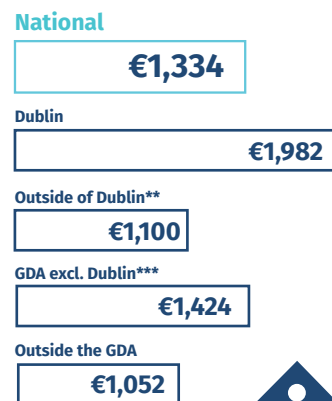 National
€1,334
Dublin
€1,982
Outside of Dublin**
€1,100
GDA excl. Dublin***
€1,424
Outside the GDA
€1,052